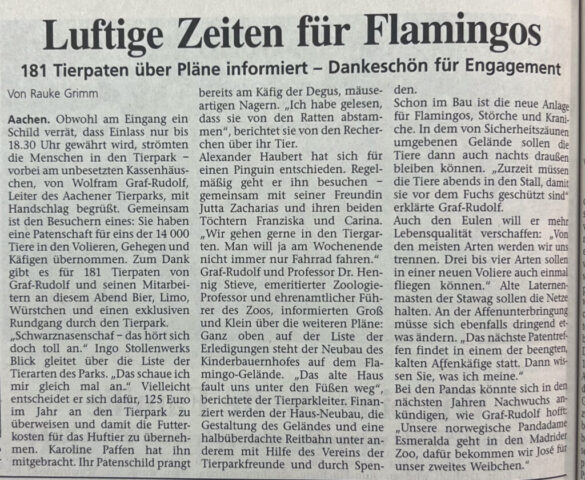 Luftige Zeiten für Flamingos
181 Tierpaten über Pläne informiert – Dankeschön für Engagement
Von Rauke Grimm
Aachen. Obwohl am Eingang ein
Schild verrät, dass Einlass nur bis
18.30 Uhr gewährt wird, strömten
die Menschen in den Tierpark –
vorbei am unbesetzten Kassenhäus-
chen, von Wolfram Graf-Rudolf,
Leiter des Aachener Tierparks, mit
Handschlag begrüßt. Gemeinsam
ist den Besuchern eines: Sie haben
eine Patenschaft für eins der 14 000
Tiere in den Volieren, Gehegen und
Käfigen übernommen. Zum Dank
gibt es für 181 Tierpaten von
Graf-Rudolf und seinen Mitarbei-
tern an diesem Abend Bier, Limo,
Würstchen und einen exklusiven
Rundgang durch den Tierpark.
„Schwarznasenschaf – das hört sich
doch toll an.“ Ingo Stollenwerks
Blick gleitet über die Liste der
Tierarten des Parks. „Das schaue ich
mir gleich mal an.“ Vielleicht
entscheidet er sich dafür, 125 Euro
im Jahr an den Tierpark zu
überweisen und damit die Futter-
kosten für das Huftier zu überneh-
men. Karoline Paffen hat ihn
mitgebracht. Ihr Patenschild prangt
bereits am Käfig der Degus, mäuse-
artigen Nagern. „Ich habe gelesen,
dass sie von den Ratten abstam-
men“, berichtet sie von den Recher-
chen über ihr Tier.
Alexander Haubert hat sich für
einen Pinguin entschieden. Regel-
mäßig geht er ihn besuchen –
gemeinsam mit seiner Freundin
Jutta Zacharias und ihren beiden
Töchtern Franziska und Carina.
„Wir gehen gerne in den Tiergar-
ten. Man will ja am Wochenende
nicht immer nur Fahrrad fahren.“
Graf-Rudolf und Professor Dr. Hen-
nig Stieve, emeritierter Zoologie-
Professor und ehrenamtlicher Füh-
rer des Zoos, informierten Groß
und Klein über die weiteren Pläne:
Ganz oben auf der Liste der
Erledigungen steht der Neubau des
Kinderbauernhofes auf dem Fla-
mingo-Gelände. „Das alte Haus
fault uns unter den Füßen weg“,
berichtete der Tierparkleiter. Finan-
ziert werden der Haus-Neubau, die
Gestaltung des Geländes und eine
halbüberdachte Reitbahn unter an-
derem mit Hilfe des Vereins der
Tierparkfreunde und durch Spen-
den.
Schon im Bau ist die neue Anlage
für Flamingos, Störche und Krani-
che. In dem von Sicherheitszäunen
umgebenen Gelände sollen die
Tiere dann auch nachts draußen
bleiben können. „Zurzeit müssen
die Tiere abends in den Stall, damit
sie vor dem Fuchs geschützt sind“
erklärte Graf-Rudolf.
Auch den Eulen will er mehr
Lebensqualität verschaffen: „Von
den meisten Arten werden wir uns
trennen. Drei bis vier Arten sollen
in einer neuen Voliere auch einmal
fliegen können.“ Alte Laternen-
masten der Stawag sollen die Netze
halten. An der Affenunterbringung
müsse sich ebenfalls dringend et-
was ändern. „Das nächste Patentref-
fen findet in einem der beengten,
kalten Affenkäfige statt. Dann wis-
sen Sie, was ich meine.“
Bei den Pandas könnte sich in den
nächsten Jahren Nachwuchs an-
kündigen, wie Graf-Rudolf hofft:
„Unsere norwegische Pandadame
Esmeralda geht in den Madrider
Zoo, dafür bekommen wir José für
unser zweites Weibchen.“